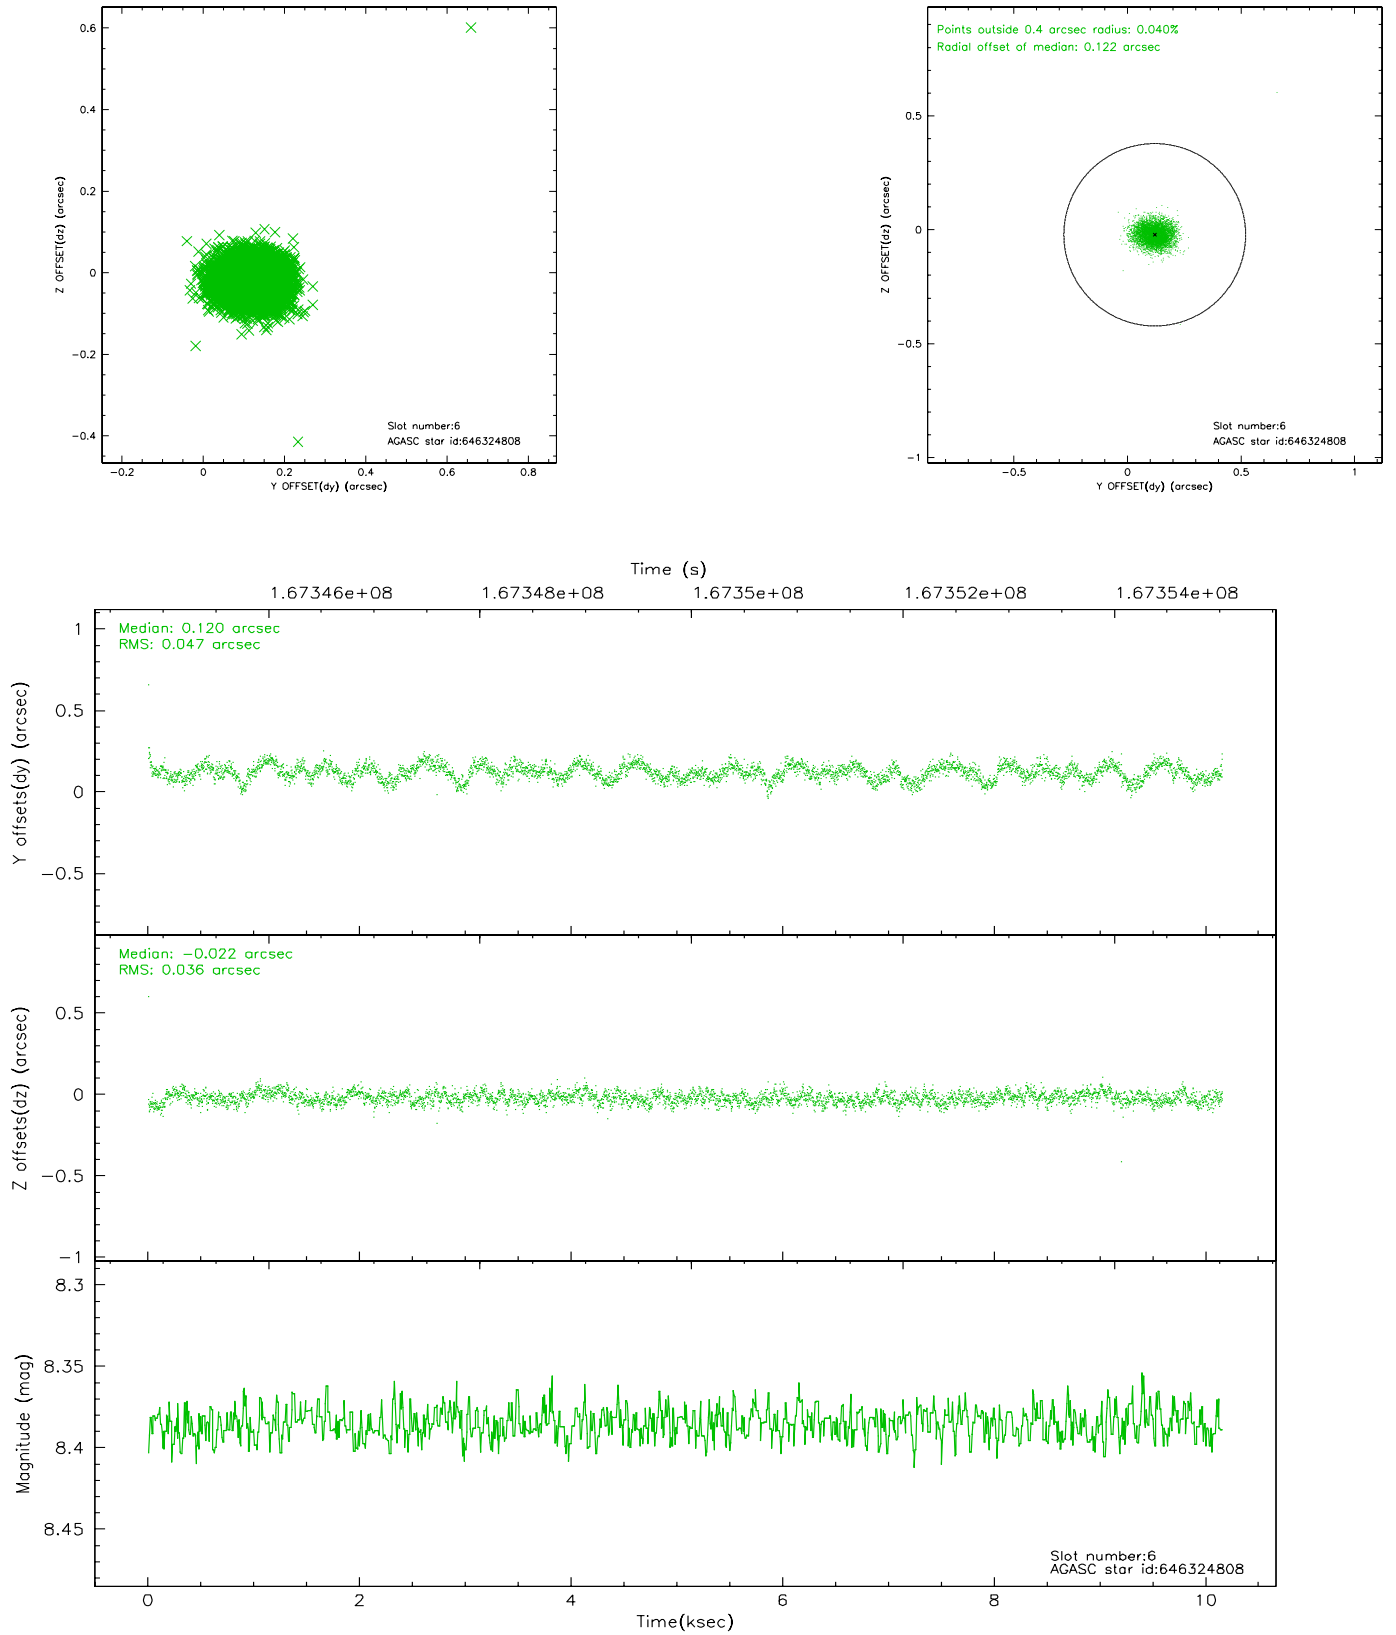 0.6
0.4
0.2
0
−0.2
−0.4
Z OFFSET(dz) (arcsec)
−0.2 0 0.2 0.4 0.6 0.8
Y OFFSET(dy) (arcsec)
Slot number:6
AGASC star id:646324808
Points outside 0.4 arcsec radius: 0.040%
Radial offset of median: 0.122 arcsec
0.5
0
−0.5
−1
Z OFFSET(dz) (arcsec)
−0.5 0 0.5 1
Y OFFSET(dy) (arcsec)
Slot number:6
AGASC star id:646324808
Time (s)
1.67346e+08 1.67348e+08 1.6735e+08 1.67352e+08 1.67354e+08
Median: 0.120 arcsec
RMS: 0.047 arcsec
1
0.5
0
−0.5
Y offsets(dy) (arcsec)
Median: −0.022 arcsec
RMS: 0.036 arcsec
0.5
0
−0.5
−1
Z offsets(dz) (arcsec)
8.3
8.35
8.4
8.45
Magnitude (mag)
Slot number:6
AGASC star id:646324808
0 2 4 6 8 10
Time(ksec)